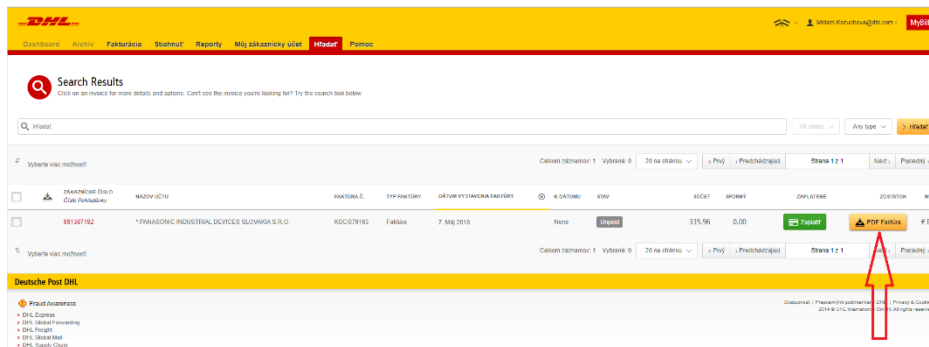 DHL
Miriam.Kozuchova@dhl.com
MyBill
Dashboard Archív Fakturácia Stiahnuť Reporty Môj zákaznícky účet Hľadať Pomoc
Search Results
Click on an invoice for more details and options. Can't see the invoice you're looking for? Try the search tool below.
Hľadať
All status Any type Hľadať
Vyberte viac možností Celkom záznamov: 1 Vybrané: 0 20 na stránku « Prvý ‹ Predchádzajúci Strana 1 z 1 Next › Posledný
ZÁKAZNÍCKE ČÍSLO
Číslo Pohľadávky
NÁZOV ÚČTU FAKTÚRA Č. TYP FAKTÚRY DÁTUM VYSTAVENIA FAKTÚRY K DÁTUMU STAV SÚČET SPORNÝ ZAPLATENÉ ZOSTATOK
961387192 * PANASONIC INDUSTRIAL DEVICES SLOVAKIA S.R.O. KSCI079163 Faktúra 7. Máj 2015 None Unpaid 335.96 0.00 Zaplatiť PDF Faktúra
Vyberte viac možností Celkom záznamov: 1 Vybrané: 0 20 na stránku « Prvý ‹ Predchádzajúci Strana 1 z 1 Next › Posledný
Deutsche Post DHL
Fraud Awareness
DHL Express
DHL Global Forwarding
DHL Freight
DHL Global Mail
DHL Supply Chain